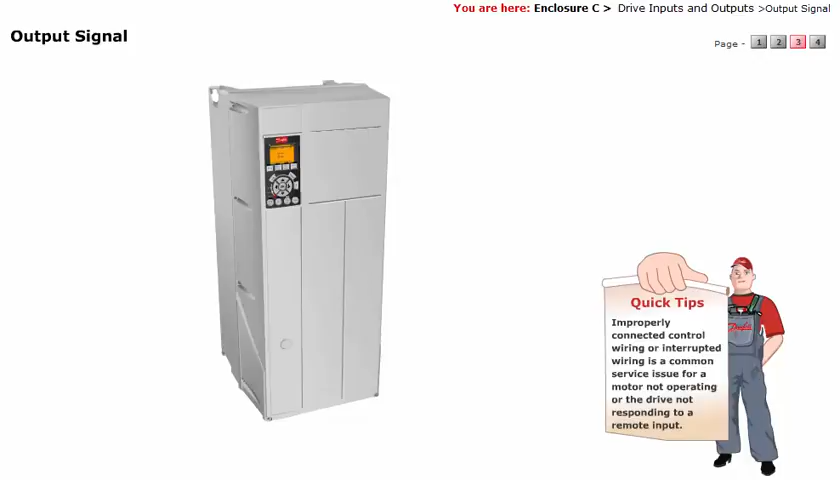 You are here: Enclosure C > Drive Inputs and Outputs >Output Signal
Output Signal
Page - 1 2 3 4
Quick Tips
Improperly
connected control
wiring or interrupted
wiring is a common
service issue for a
motor not operating
or the drive not
responding to a
remote input.
Danfoss